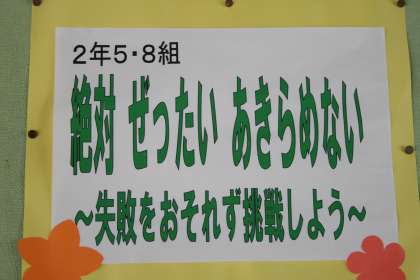 2年5・8組
絶対 ぜったい あきらめない
～失敗をおそれず挑戦しよう～